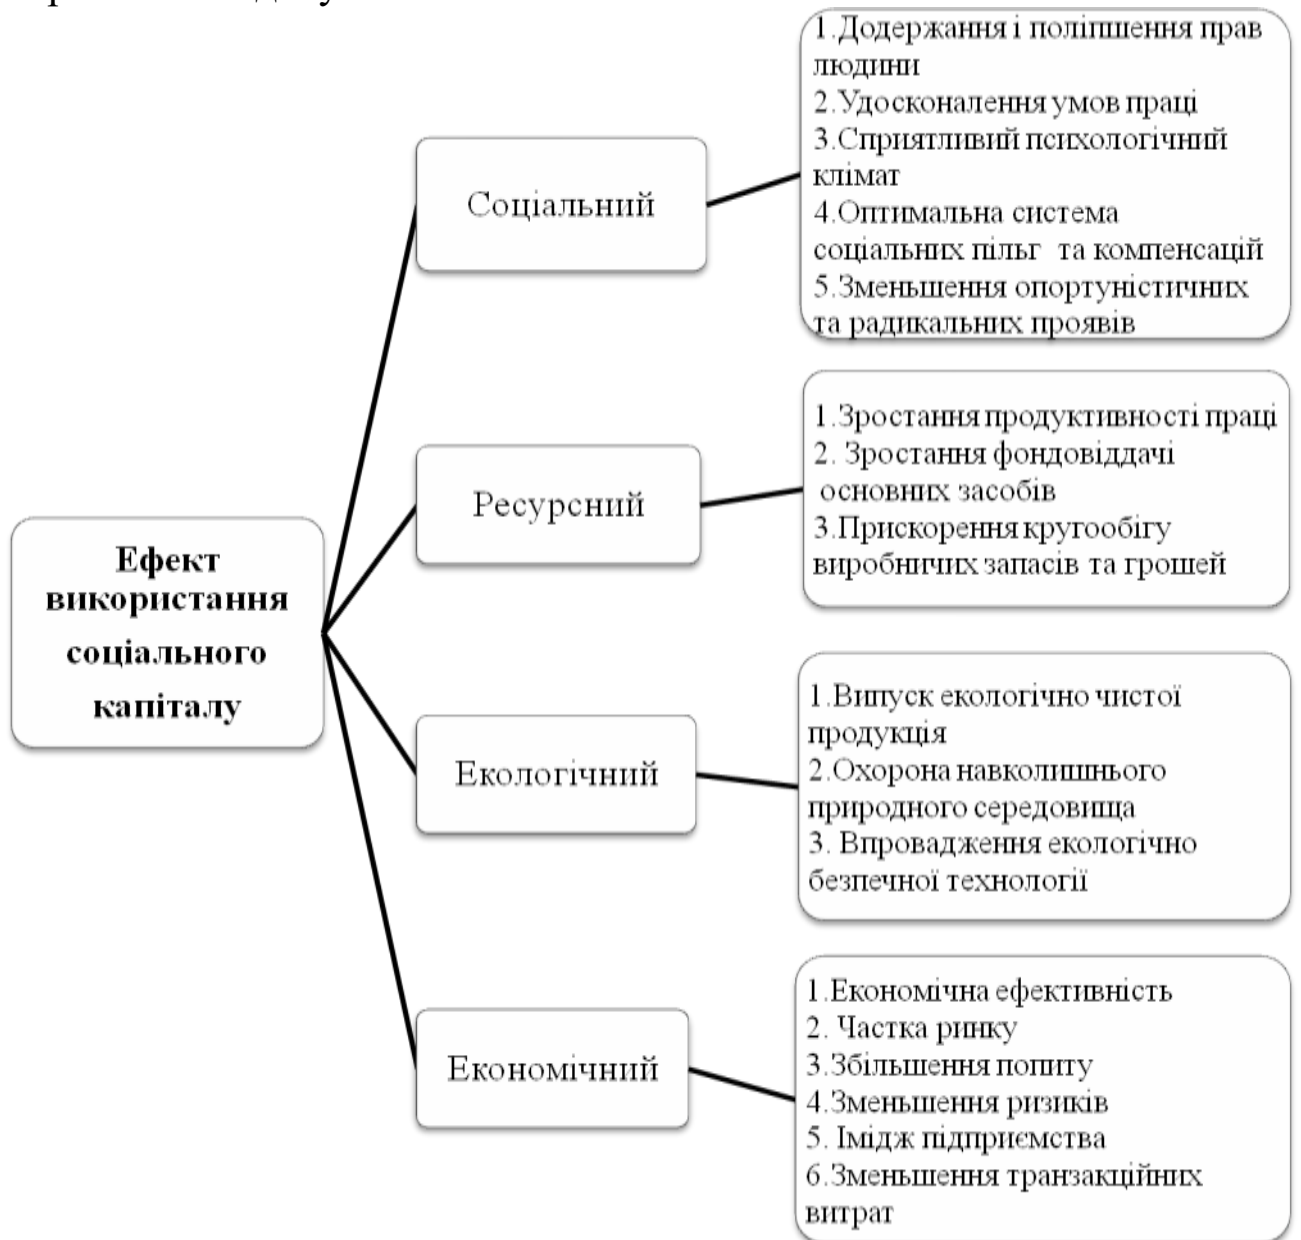 Ефект
використання
соціального
капіталу
Соціальний
1.Додержання і поліпшення прав
людини
2.Удосконалення умов праці
3.Сприятливий психологічний
клімат
4.Оптимальна система
соціальних пільг та компенсацій
5.Зменьшення опортуністичних
та радикальних проявів
Ресурсний
1.Зростання продуктивності праці
2. Зростання фондовіддачі
основних засобів
3.Прискорення кругообігу
виробничих запасів та грошей
Екологічний
1.Випуск екологічно чистої
продукція
2.Охорона навколишнього
природного середовища
3. Впровадження екологічно
безпечної технології
Економічний
1.Економічна ефективність
2. Частка ринку
3.Збільшення попиту
4.Зменьшення ризиків
5. Імідж підприємства
6.Зменьшення транзакційних
витрат